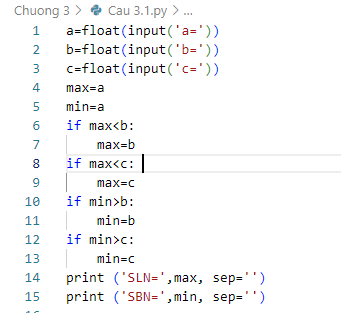 Chuong 3 > Cau 3.1.py > ...
1 a=float(input('a='))
2 b=float(input('b='))
3 c=float(input('c='))
4 max=a
5 min=a
6 if max<b:
7     max=b
8 if max<c:
9     max=c
10 if min>b:
11     min=b
12 if min>c:
13     min=c
14 print ('SLN=',max, sep='')
15 print ('SBN=',min, sep='')